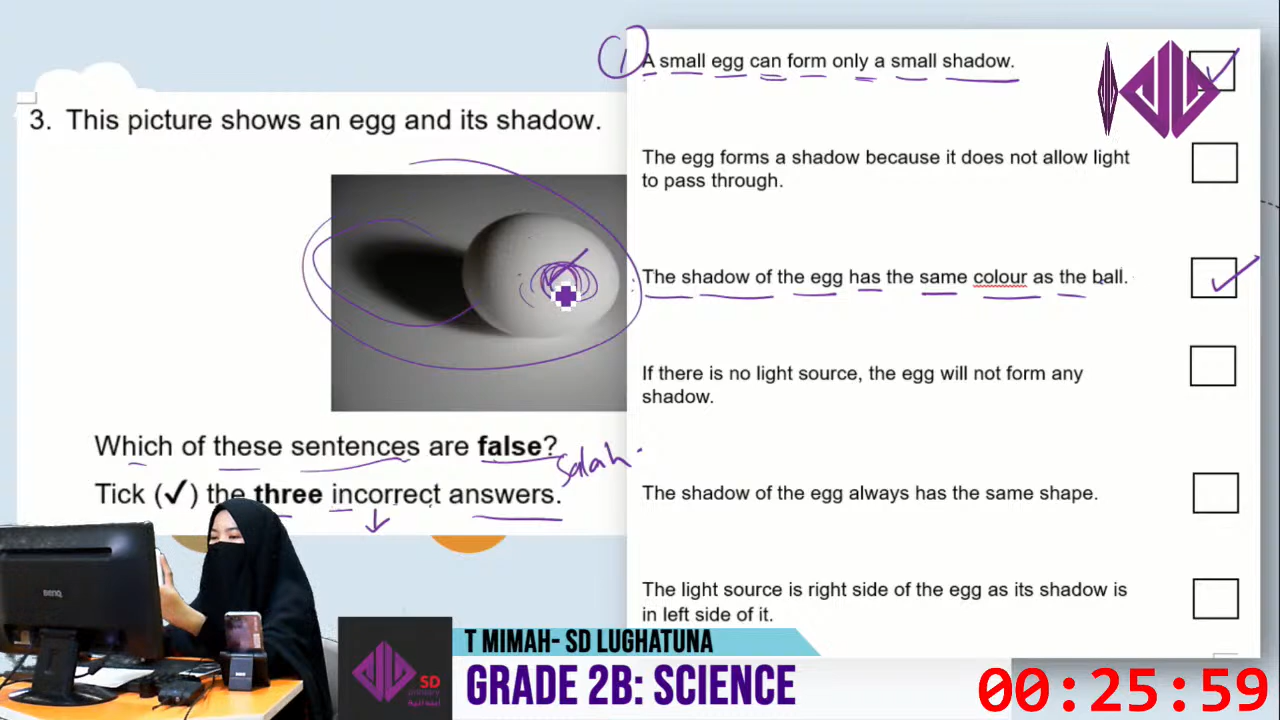 3. This picture shows an egg and its shadow.
Which of these sentences are false?
salah.
Tick (✓) the three incorrect answers.
1
A small egg can form only a small shadow.
The egg forms a shadow because it does not allow light
to pass through.
The shadow of the egg has the same colour as the ball.
If there is no light source, the egg will not form any
shadow.
The shadow of the egg always has the same shape.
The light source is right side of the egg as its shadow is
in left side of it.
BenQ
SD
T MIMAH- SD LUGHATUNA
GRADE 2B: SCIENCE
00:25:59